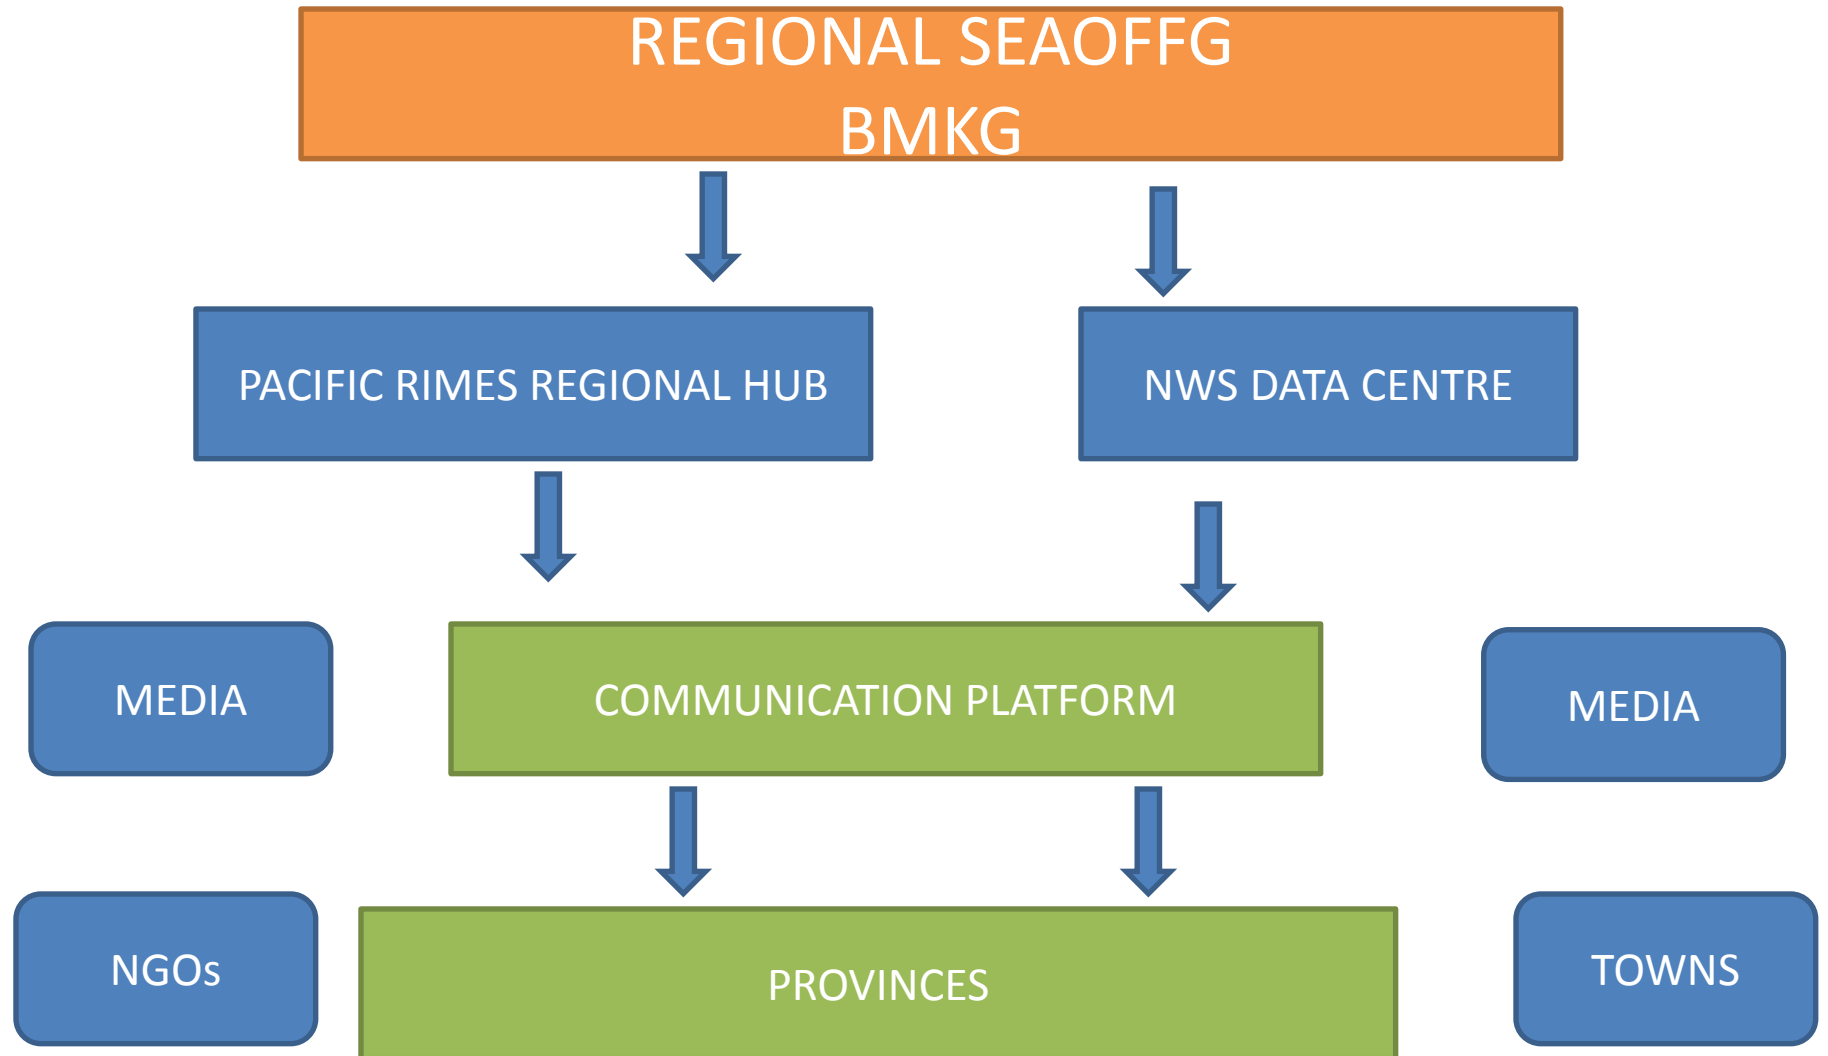 REGIONAL SEAOFFG
BMKG
PACIFIC RIMES REGIONAL HUB
NWS DATA CENTRE
MEDIA
COMMUNICATION PLATFORM
MEDIA
NGOs
PROVINCES
TOWNS